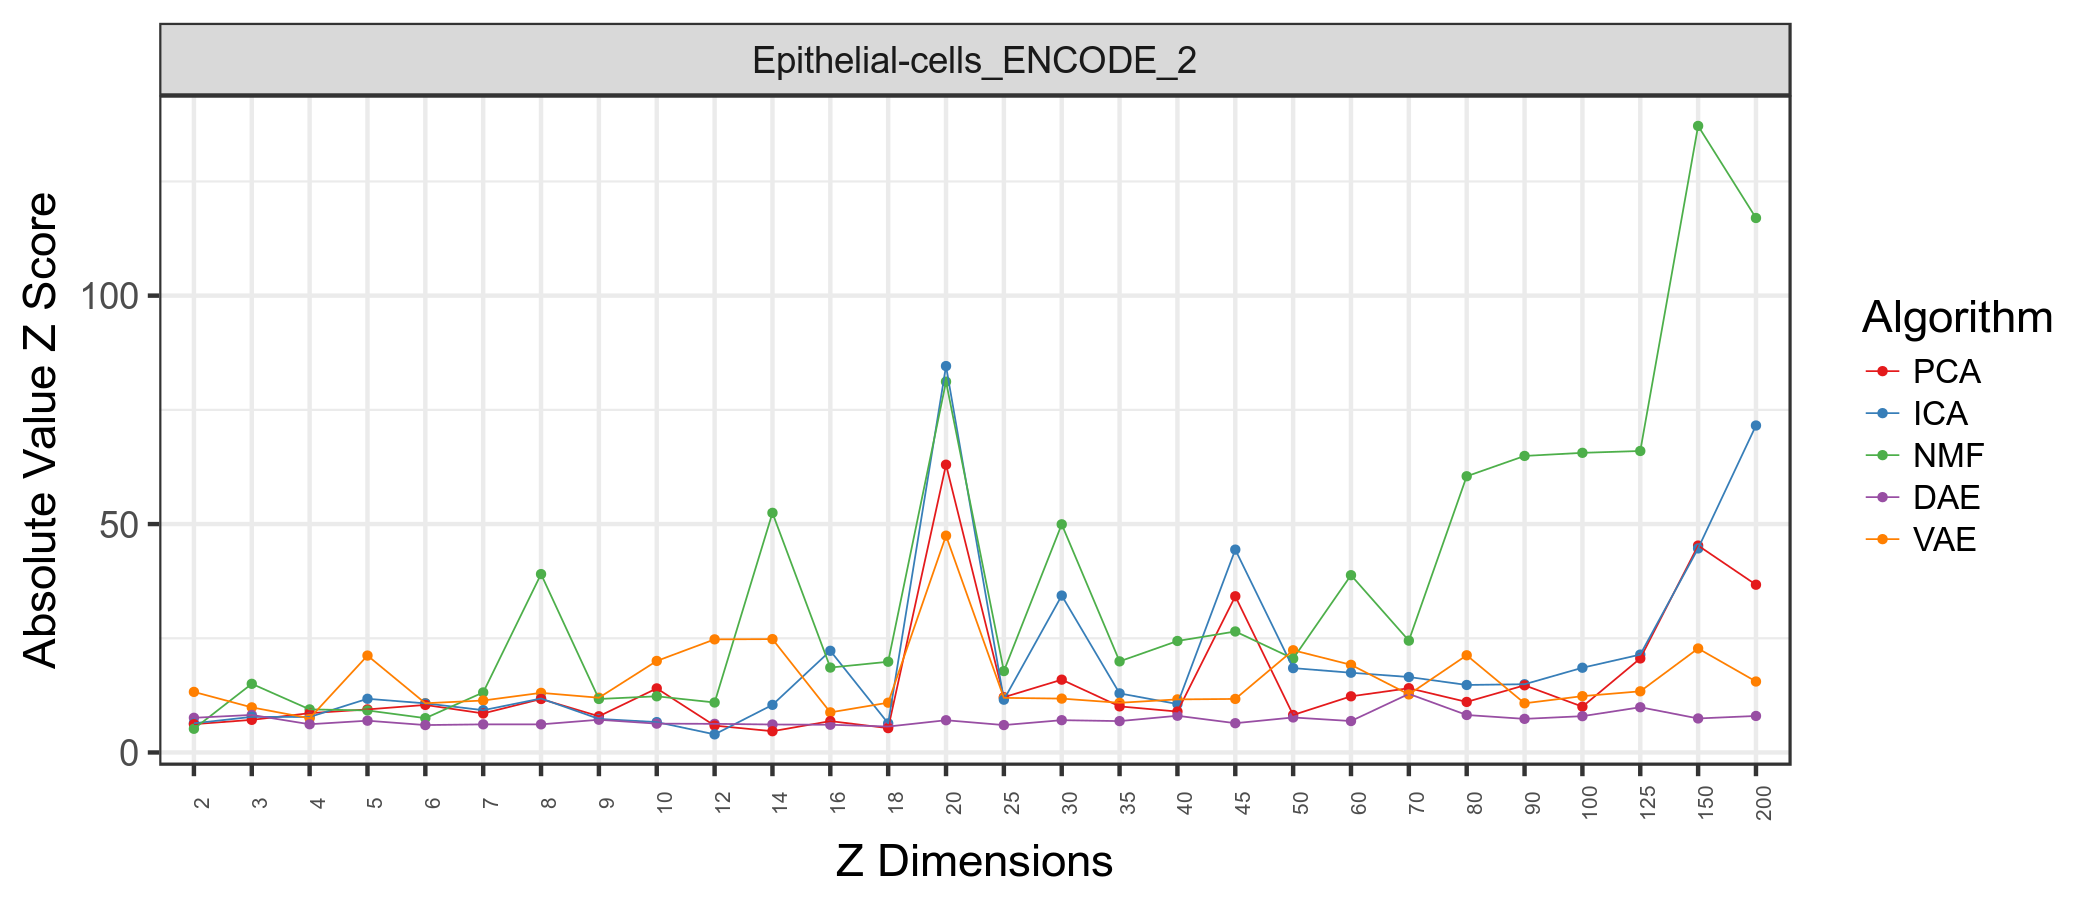 Epithelial-cells_ENCODE_2
Absolute Value Z Score
100
50
0
2 3 4 5 6 7 8 9 10 12 14 16 18 20 25 30 35 40 45 50 60 70 80 90 100 125 150 200
Z Dimensions
Algorithm
PCA
ICA
NMF
DAE
VAE